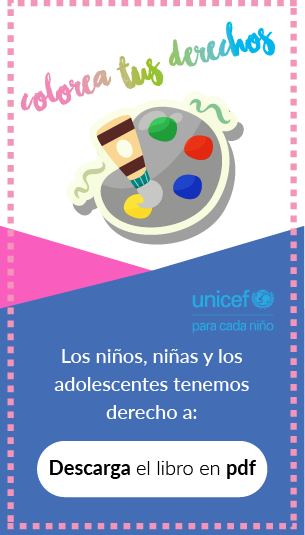 colorea tus derechos
unicef
para cada niño
Los niños, niñas y los
adolescentes tenemos
derecho a:
Descarga el libro en pdf